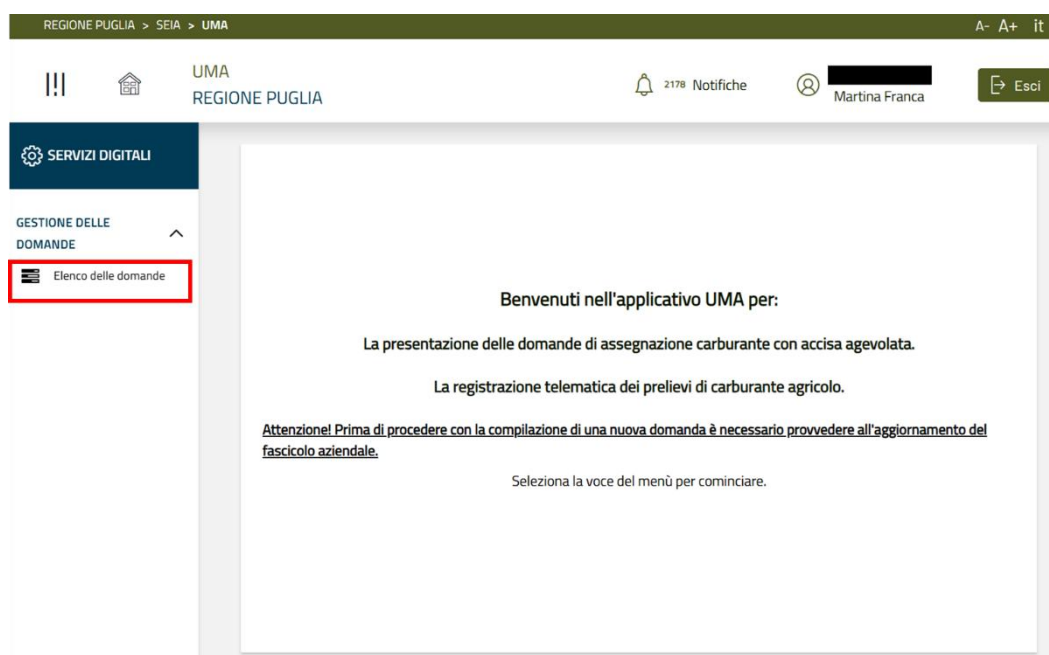 REGIONE PUGLIA > SEIA > UMA
A- A+ it
UMA
REGIONE PUGLIA
2178 Notifiche
Martina Franca
Esci
SERVIZI DIGITALI
GESTIONE DELLE
DOMANDE
Elenco delle domande
Benvenuti nell'applicativo UMA per:
La presentazione delle domande di assegnazione carburante con accisa agevolata.
La registrazione telematica dei prelievi di carburante agricolo.
Attenzione! Prima di procedere con la compilazione di una nuova domanda è necessario provvedere all'aggiornamento del
fascicolo aziendale.
Seleziona la voce del menù per cominciare.